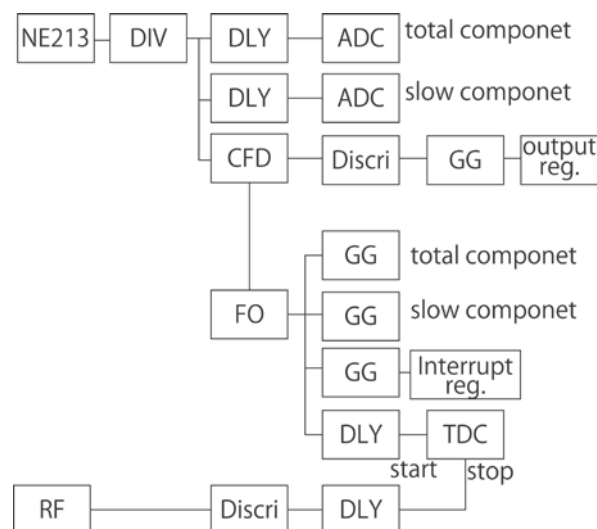 NE213 DIV DLY ADC total componet
DLY ADC slow componet
CFD Discri GG output
reg.
GG total componet
FO GG slow componet
GG Interrupt
reg.
DLY TDC
start stop
RF Discri DLY